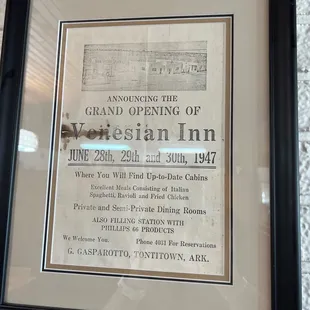 ANNOUNCING THE
GRAND OPENING OF
Venesian Inn
JUNE 28th, 29th and 30th, 1947
Where You Will Find Up-to-Date Cabins
Excellent Meals Consisting of Italian
Spaghetti, Ravioli and Fried Chicken
Private and Semi-Private Dining Rooms
ALSO FILLING STATION WITH
PHILLIPS 66 PRODUCTS
We Welcome You. Phone 4031 For Reservations
G. GASPAROTTO, TONTITOWN, ARK.